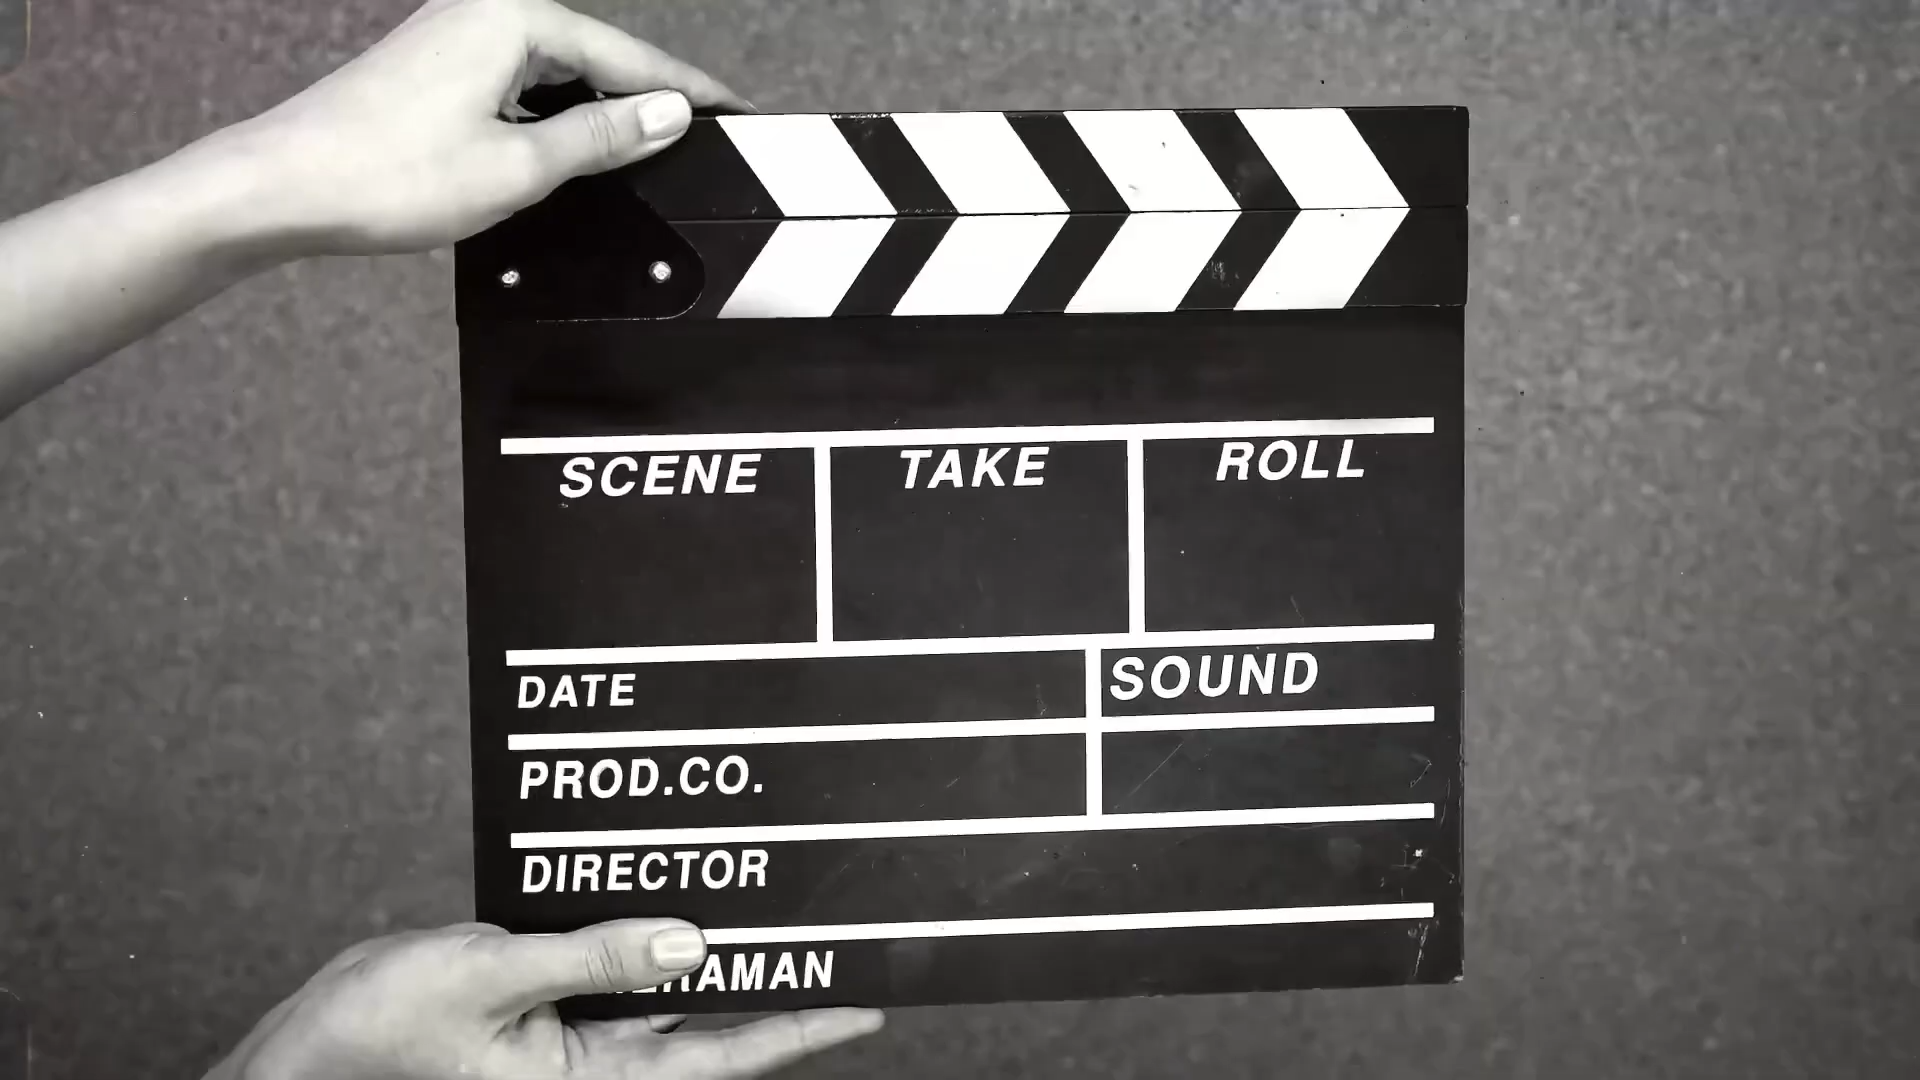 SCENE TAKE ROLL
DATE SOUND
PROD.CO.
DIRECTOR